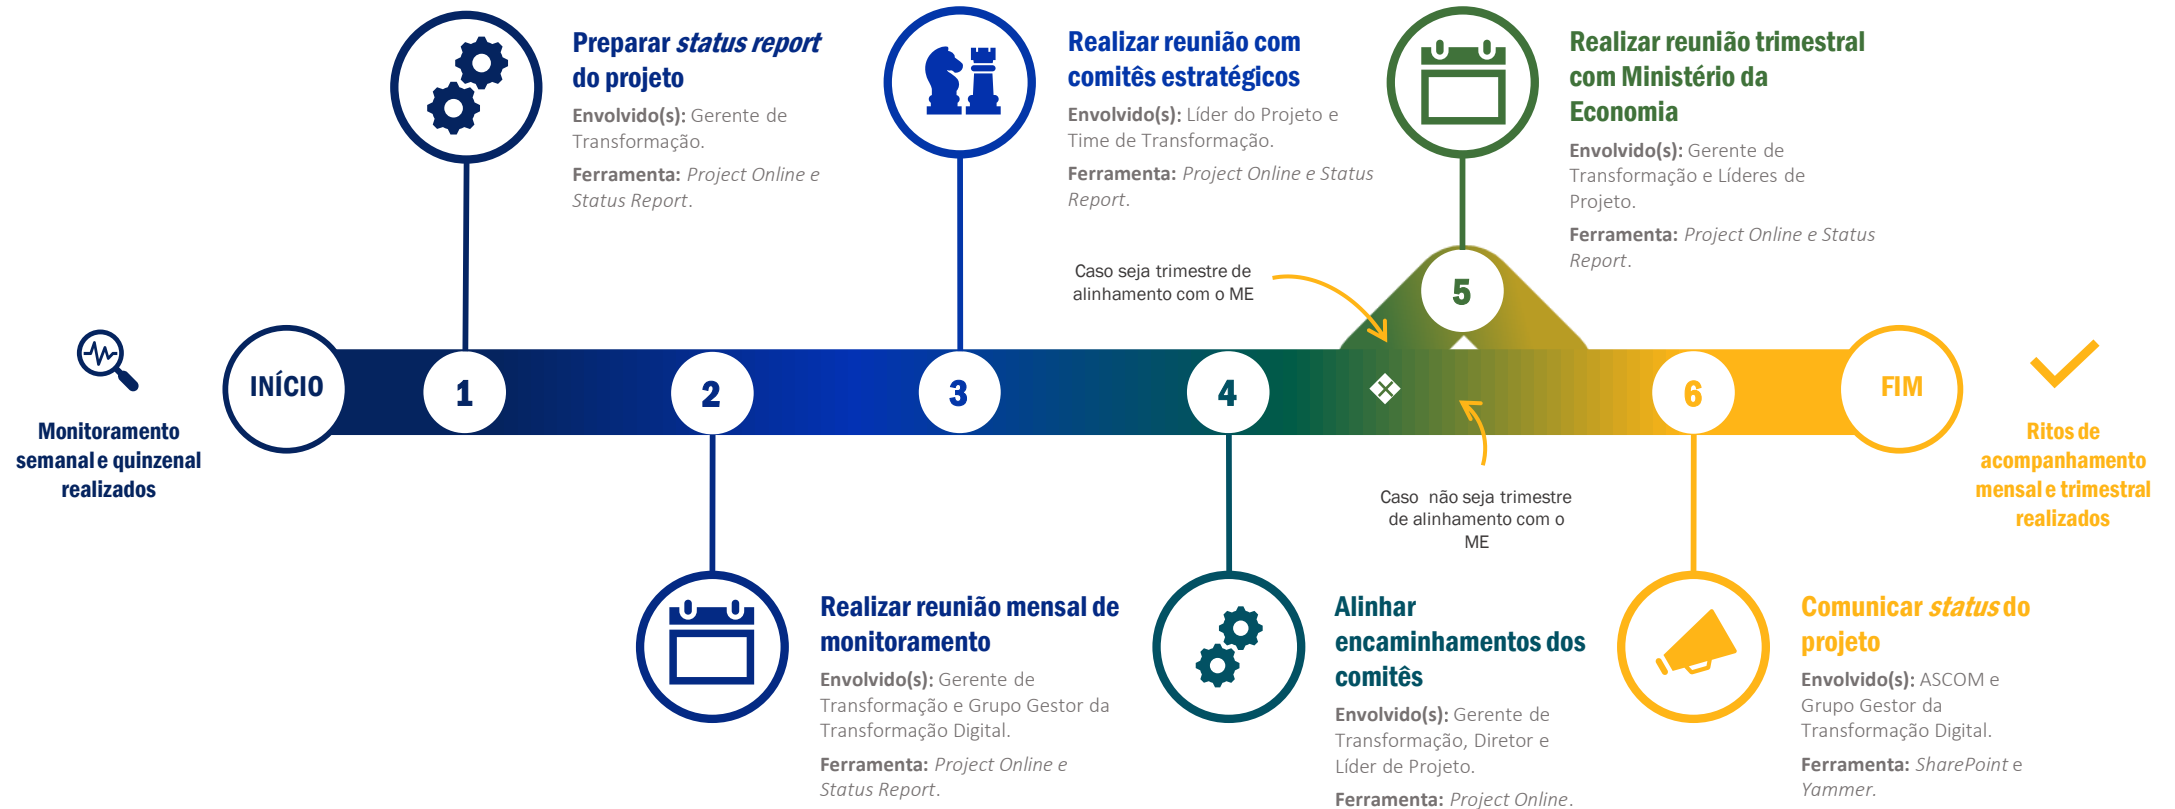 Preparar status report
do projeto
Envolvido(s): Gerente de
Transformação.
Ferramenta: Project Online e
Status Report.
Realizar reunião com
comitês estratégicos
Envolvido(s): Líder do Projeto e
Time de Transformação.
Ferramenta: Project Online e Status
Report.
Realizar reunião trimestral
com Ministério da
Economia
Envolvido(s): Gerente de
Transformação e Líderes de
Projeto.
Ferramenta: Project Online e Status
Report.
Caso seja trimestre de
alinhamento com o ME
5
Monitoramento
semanal e quinzenal
realizados
INÍCIO
1
2
3
4
6
FIM
Ritos de
acompanhamento
mensal e trimestral
realizados
Caso não seja trimestre
de alinhamento com o
ME
Realizar reunião mensal de
monitoramento
Envolvido(s): Gerente de
Transformação e Grupo Gestor da
Transformação Digital.
Ferramenta: Project Online e
Status Report.
Alinhar
encaminhamentos dos
comitês
Envolvido(s): Gerente de
Transformação, Diretor e
Líder de Projeto.
Ferramenta: Project Online.
Comunicar status do
projeto
Envolvido(s): ASCOM e
Grupo Gestor da
Transformação Digital.
Ferramenta: SharePoint e
Yammer.